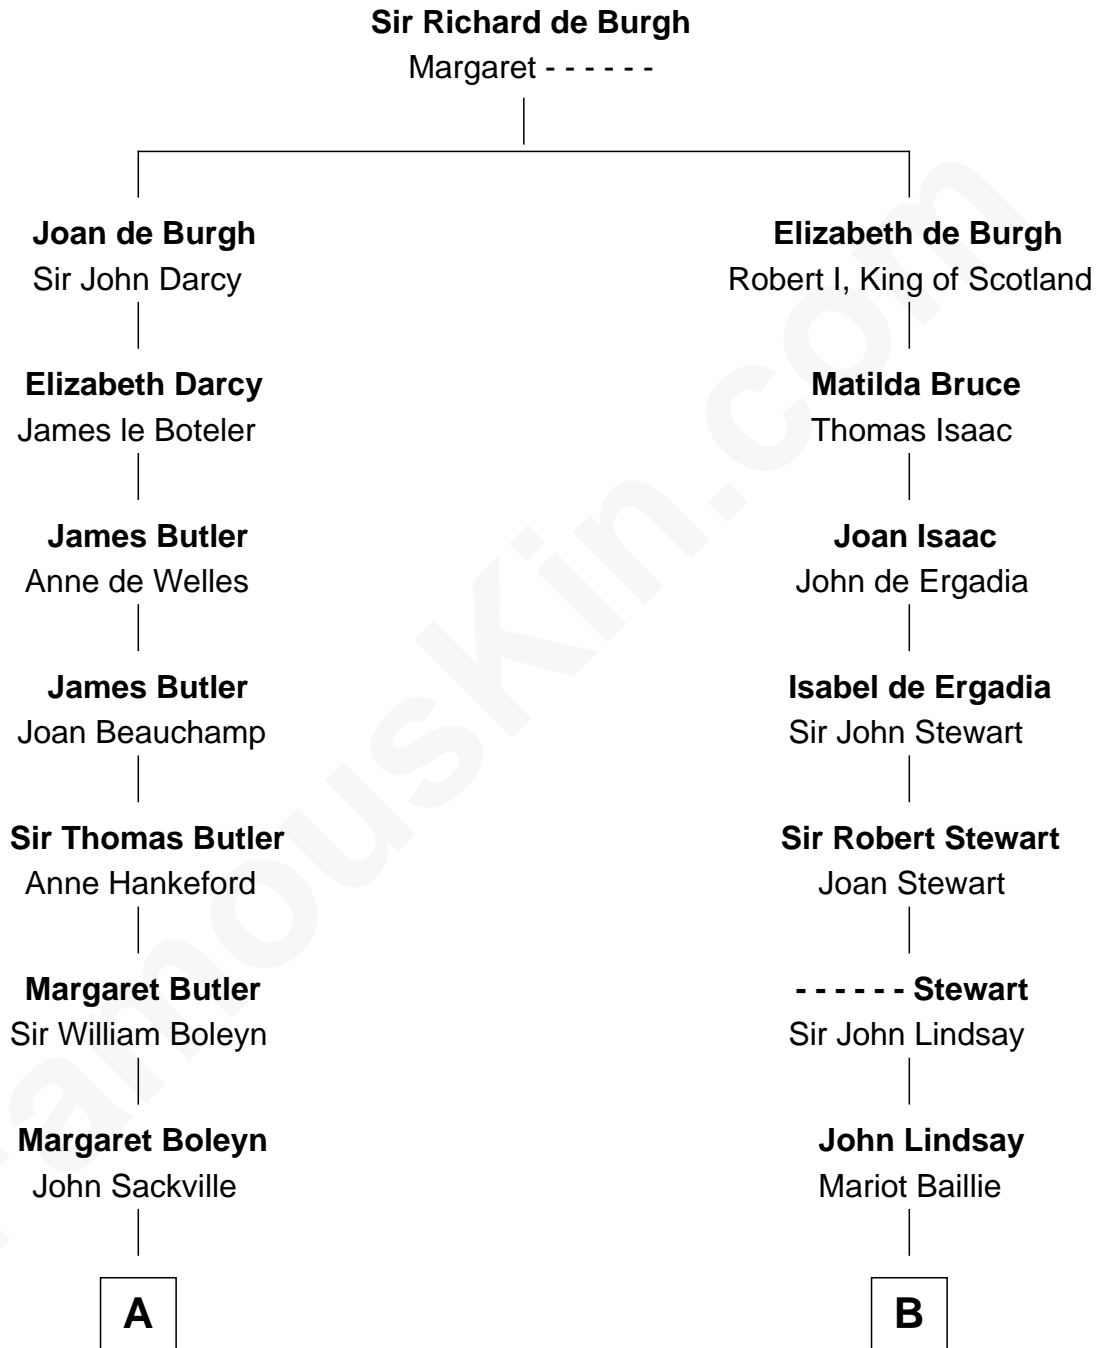 Sir Richard de Burgh
Margaret - - - - - -
Joan de Burgh
Sir John Darcy
Elizabeth de Burgh
Robert I, King of Scotland
Elizabeth Darcy
James le Boteler
Matilda Bruce
Thomas Isaac
James Butler
Anne de Welles
Joan Isaac
John de Ergadia
James Butler
Joan Beauchamp
Isabel de Ergadia
Sir John Stewart
Sir Thomas Butler
Anne Hankeford
Sir Robert Stewart
Joan Stewart
Margaret Butler
Sir William Boleyn
- - - - - - Stewart
Sir John Lindsay
Margaret Boleyn
John Sackville
John Lindsay
Mariot Baillie
A
B
FamousKin.com